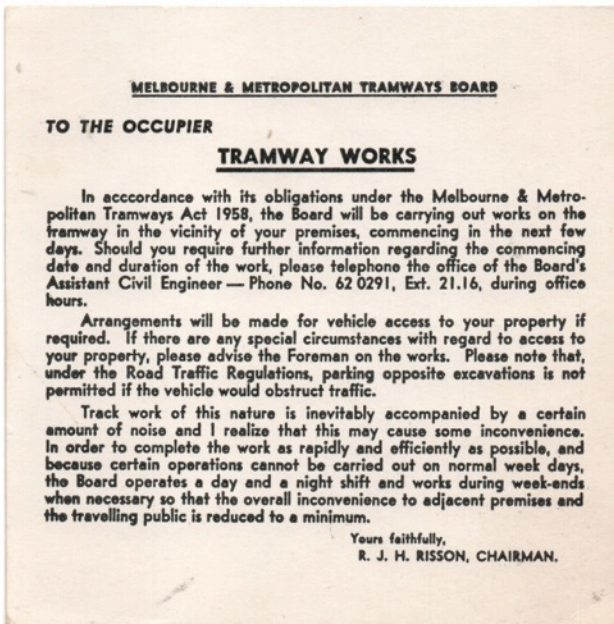 MELBOURNE & METROPOLITAN TRAMWAYS BOARD
TO THE OCCUPIER
TRAMWAY WORKS
In acccordance with its obligations under the Melbourne & Metro-
politan Tramways Act 1958, the Board will be carrying out works on the
tramway in the vicinity of your premises, commencing in the next few
days. Should you require further information regarding the commencing
date and duration of the work, please telephone the office of the Board's
Assistant Civil Engineer — Phone No. 62 0291, Ext. 21.16, during office
hours.
Arrangements will be made for vehicle access to your property if
required. If there are any special circumstances with regard to access to
your property, please advise the Foreman on the works. Please note that,
under the Road Traffic Regulations, parking opposite excavations is not
permitted if the vehicle would obstruct traffic.
Track work of this nature is inevitably accompanied by a certain
amount of noise and I realize that this may cause some inconvenience.
In order to complete the work as rapidly and efficiently as possible, and
because certain operations cannot be carried out on normal week days,
the Board operates a day and a night shift and works during week-ends
when necessary so that the overall inconvenience to adjacent premises and
the travelling public is reduced to a minimum.
Yours faithfully,
R. J. H. RISSON, CHAIRMAN.